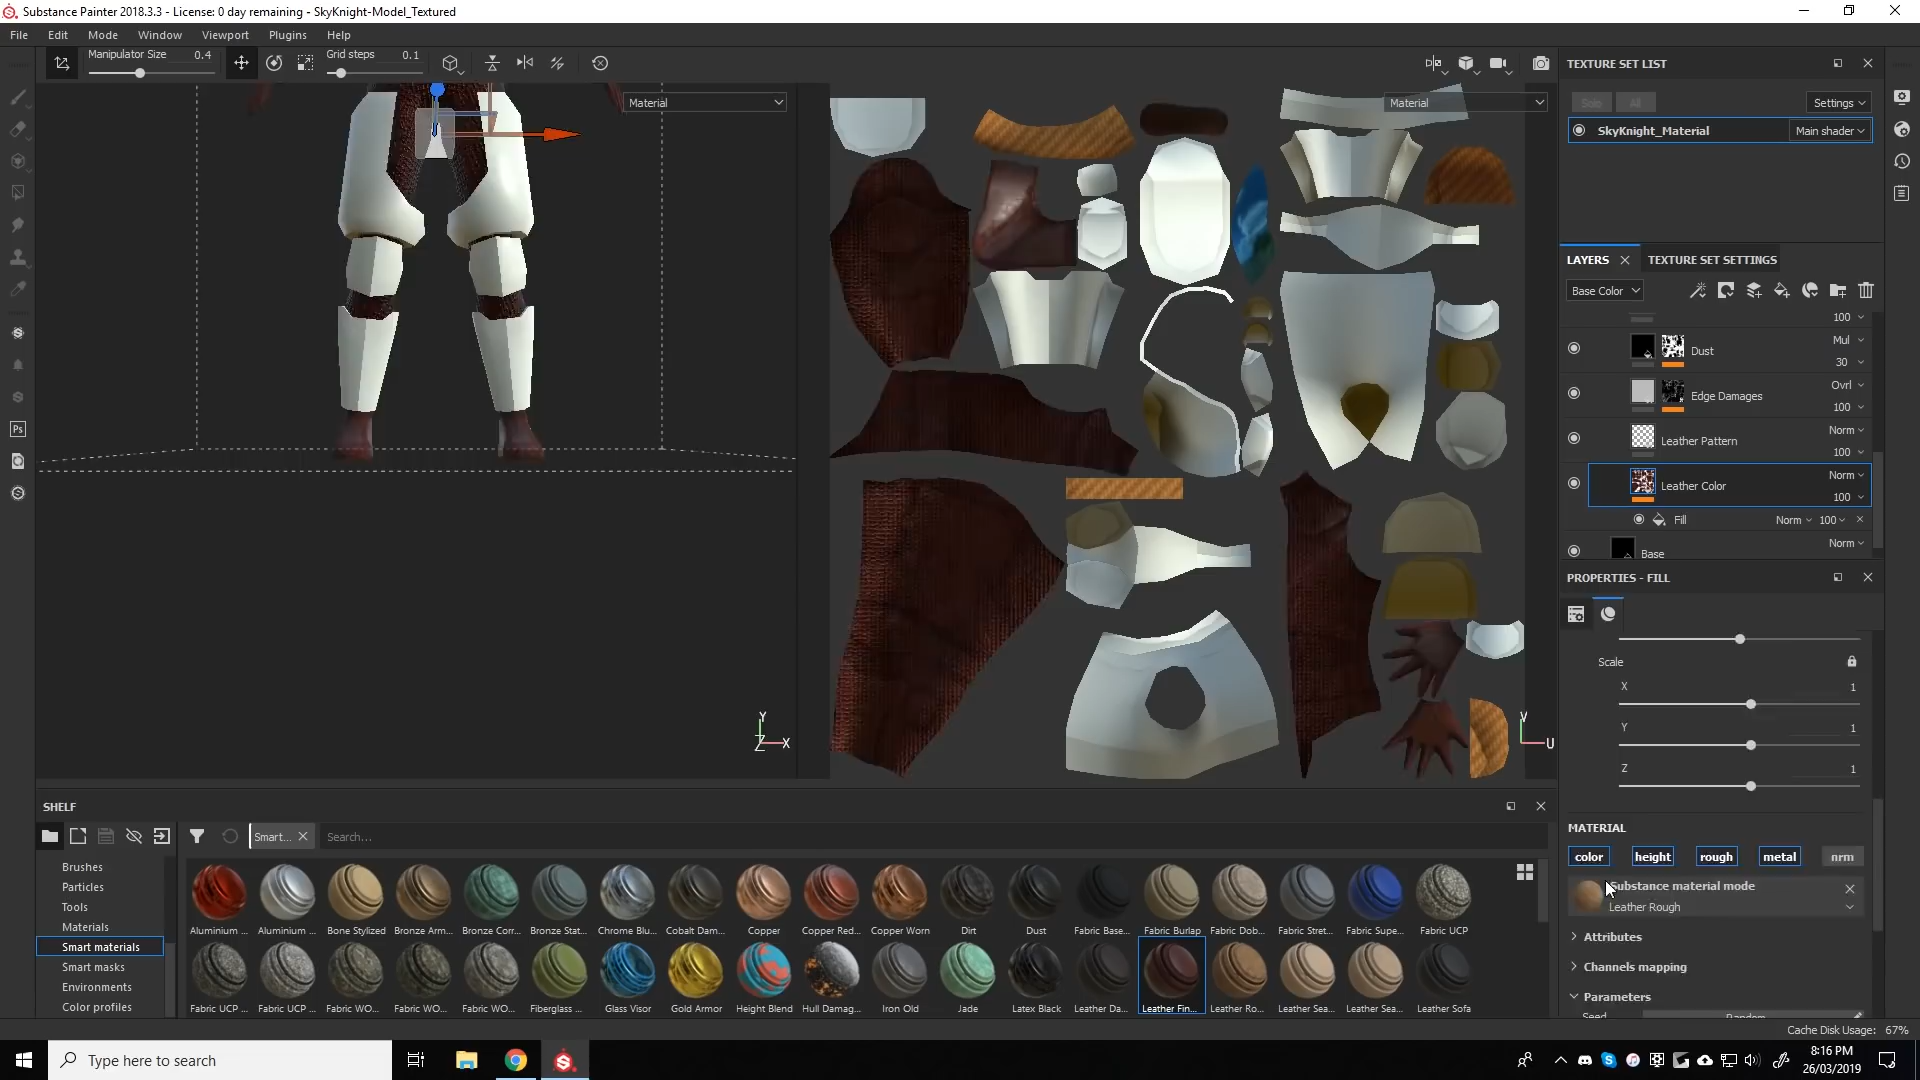 Substance Painter 2018.3.3 - License: 0 day remaining - SkyKnight-Model_Textured
File Edit Mode Window Viewport Plugins Help
Manipulator Size 0.4
Grid steps 0.1
Material
Material
TEXTURE SET LIST
Solo All Settings
SkyKnight_Material Main shader
LAYERS TEXTURE SET SETTINGS
Base Color
100
Dust Mul
30
Edge Damages Ovrl
100
Leather Pattern Norm
100
Leather Color Norm
100
Fill Norm 100
Base Norm
PROPERTIES - FILL
Scale
X 1
Y 1
Z 1
MATERIAL
color height rough metal nrm
Substance material mode
Leather Rough
Attributes
Channels mapping
Parameters
Seed Random
Y
Z X
V
U
SHELF
Smart... Search...
Brushes
Particles
Tools
Materials
Smart materials
Smart masks
Environments
Color profiles
Aluminium ... Aluminium ... Bone Stylized Bronze Arm... Bronze Corr... Bronze Stat... Chrome Blu... Cobalt Dam... Copper Copper Red... Copper Worn Dirt Dust Fabric Base... Fabric Burlap Fabric Dob... Fabric Stret... Fabric Supe... Fabric UCP
Fabric UCP ... Fabric UCP ... Fabric WO... Fabric WO... Fabric WO... Fiberglass ... Glass Visor Gold Armor Height Blend Hull Damag... Iron Old Jade Latex Black Leather Da... Leather Fin... Leather Ro... Leather Sea... Leather Sea... Leather Sofa
Cache Disk Usage: 67%
Type here to search
Ps
8:16 PM
26/03/2019